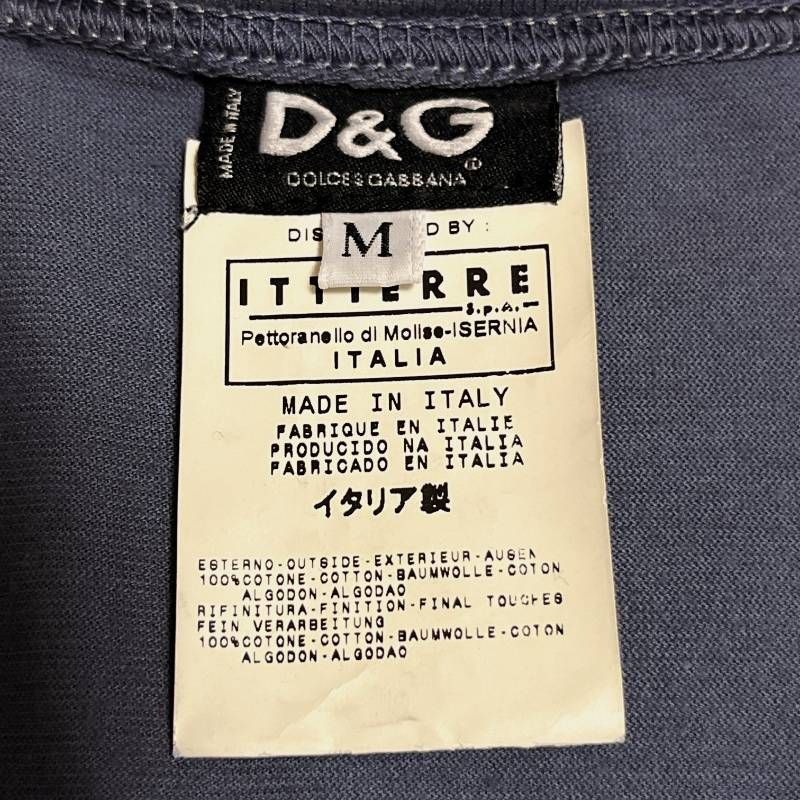 MADE IN ITALY
D&G
DOLCE&GABBANA®
M
D BY :
ITTIERRE
S.p.A.
Pettoranello di Molise-ISERNIA
ITALIA
MADE IN ITALY
FABRIQUE EN ITALIE
PRODUCIDO NA ITALIA
FABRICADO EN ITALIA
イタリア製
ESTERNO-OUTSIDE-EXTERIEUR-AUSEN
100%COTONE-COTTON-BAUMWOLLE-COTON
ALGODON-ALGODAO
RIFINITURA-FINITION-FINAL TOUCHES
FEIN VERARBEITUNG
100%COTONE-COTTON-BAUMWOLLE-COTON
ALGODON-ALGODAO